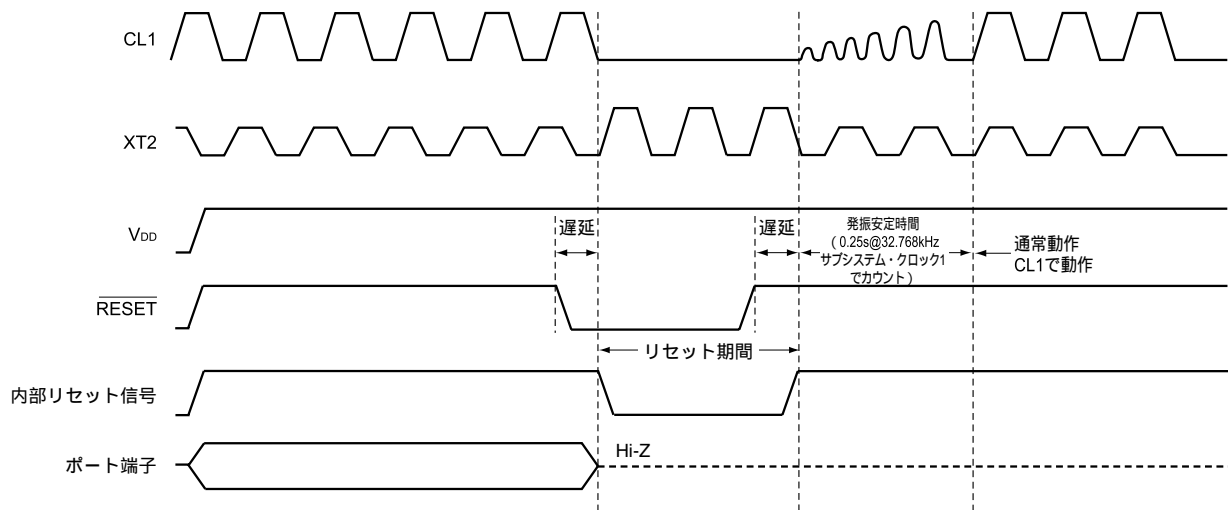 CL1
XT2
VDD
遅延
遅延
発振安定時間
（0.25s@32.768kHz
サブシステム・クロック1
でカウント）
通常動作
CL1で動作
RESET
リセット期間
内部リセット信号
Hi-Z
ポート端子